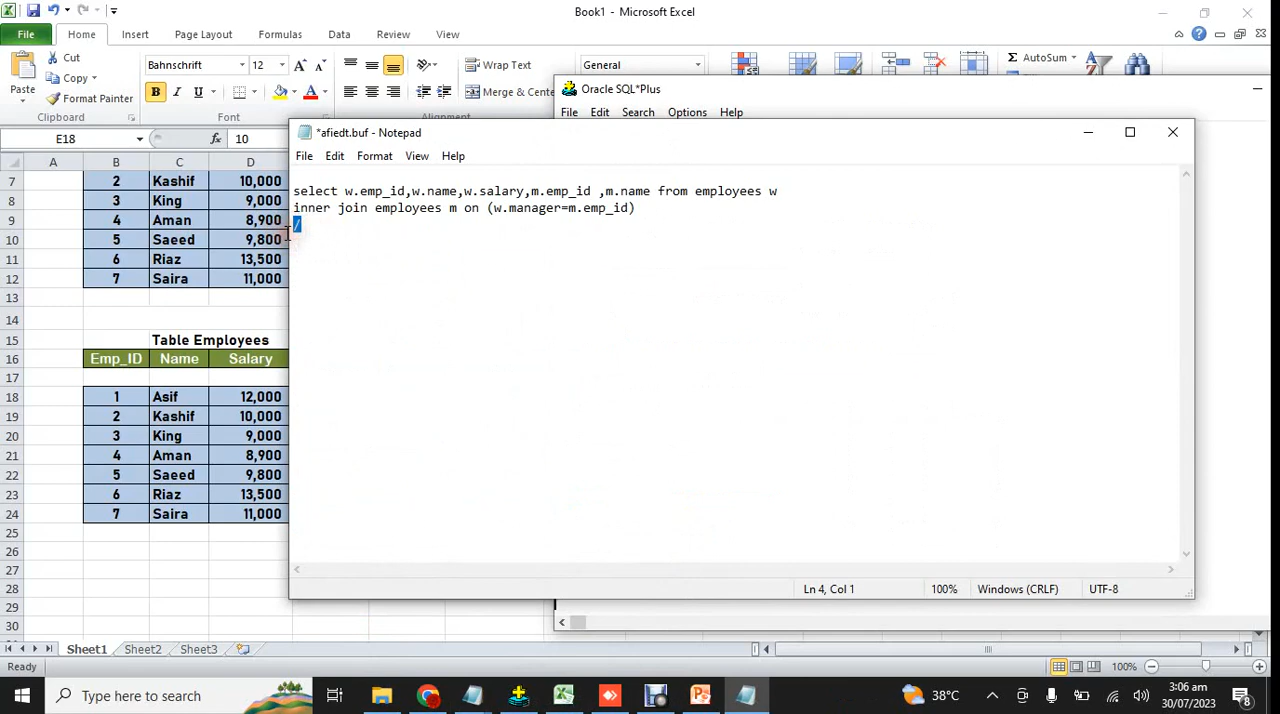 Book1 - Microsoft Excel
File Home Insert Page Layout Formulas Data Review View
Paste Cut Bahnschrift 12 A A Wrap Text General AutoSum
Copy B I U A Merge & Cente
Format Painter
Clipboard Font Alignment
E18 fx 10
A B C D
7 2 Kashif 10,000
8 3 King 9,000
9 4 Aman 8,900
10 5 Saeed 9,800
11 6 Riaz 13,500
12 7 Saira 11,000
13
14
15 Table Employees
16 Emp_ID Name Salary
17
18 1 Asif 12,000
19 2 Kashif 10,000
20 3 King 9,000
21 4 Aman 8,900
22 5 Saeed 9,800
23 6 Riaz 13,500
24 7 Saira 11,000
25
26
27
28
29
30
Oracle SQL*Plus
File Edit Search Options Help
*afiedt.buf - Notepad
File Edit Format View Help
select w.emp_id,w.name,w.salary,m.emp_id ,m.name from employees w
inner join employees m on (w.manager=m.emp_id)
/
Ln 4, Col 1 100% Windows (CRLF) UTF-8
Sheet1 Sheet2 Sheet3
Ready 100%
Type here to search 38°C 3:06 am
30/07/2023 8